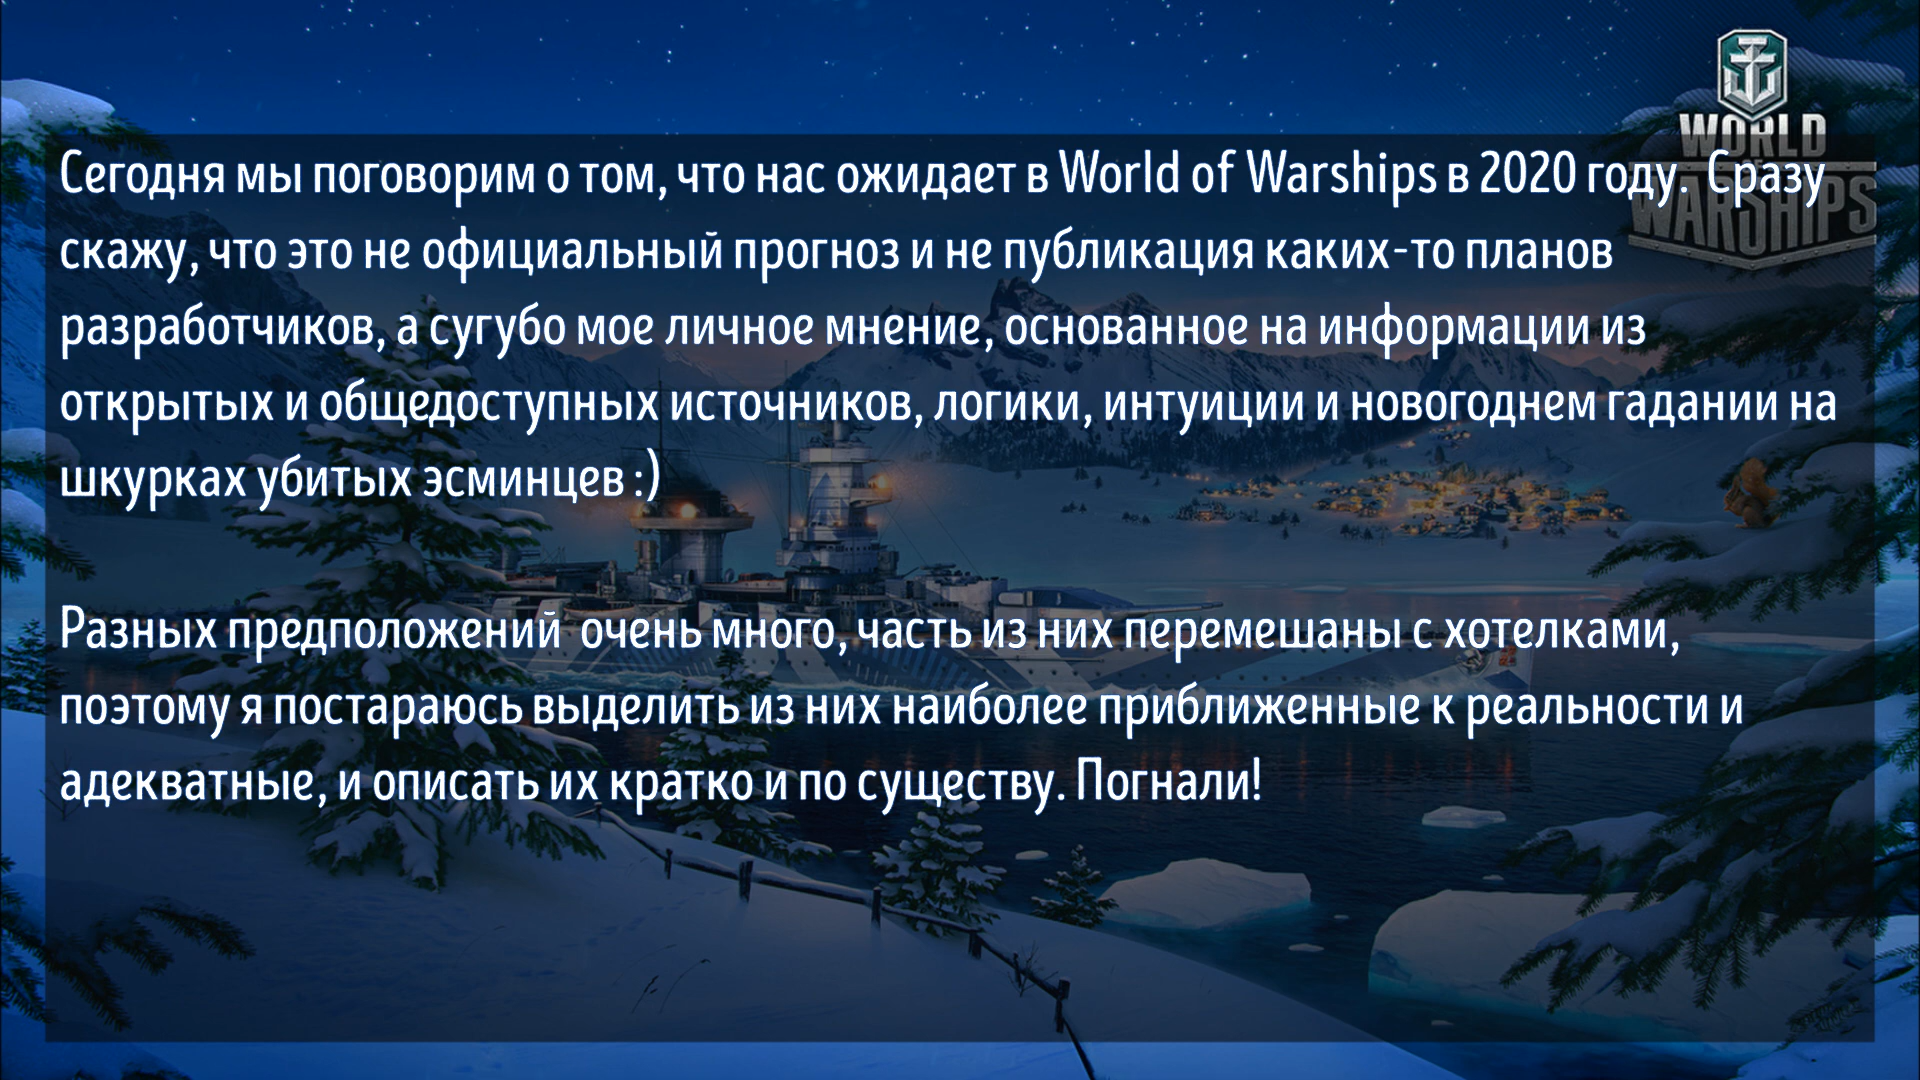 WORLD
OF
WARSHIPS
Сегодня мы поговорим о том, что нас ожидает в World of Warships в 2020 году. Сразу
скажу, что это не официальный прогноз и не публикация каких-то планов
разработчиков, а сугубо мое личное мнение, основанное на информации из
открытых и общедоступных источников, логики, интуиции и новогоднем гадании на
шкурках убитых эсминцев :)
Разных предположений очень много, часть из них перемешаны с хотелками,
поэтому я постараюсь выделить из них наиболее приближенные к реальности и
адекватные, и описать их кратко и по существу. Погнали!